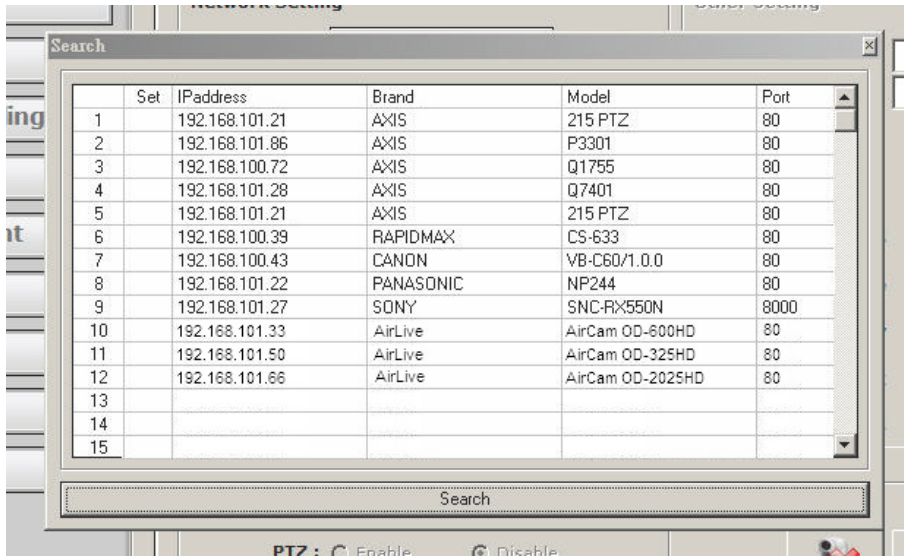 Network Setting
Other Setting
Search
Set IPaddress Brand Model Port
ing
1 192.168.101.21 AXIS 215 PTZ 80
2 192.168.101.86 AXIS P3301 80
3 192.168.100.72 AXIS Q1755 80
4 192.168.101.28 AXIS Q7401 80
5 192.168.101.21 AXIS 215 PTZ 80
nt
6 192.168.100.39 RAPIDMAX CS-633 80
7 192.168.100.43 CANON VB-C60/1.0.0 80
8 192.168.101.22 PANASONIC NP244 80
9 192.168.101.27 SONY SNC-RX550N 8000
10 192.168.101.33 AirLive AirCam OD-600HD 80
11 192.168.101.50 AirLive AirCam OD-325HD 80
12 192.168.101.66 AirLive AirCam OD-2025HD 80
13
14
15
Search
PTZ : Enable Disable